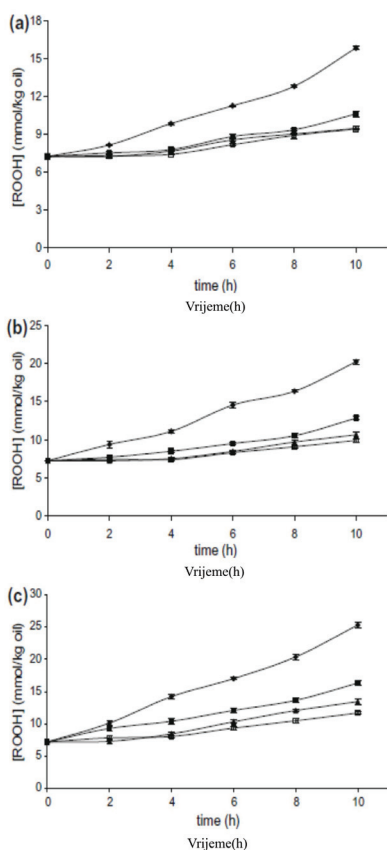 (a)
[ROOH] (mmol/kg oil)
18
15
12
9
6
3
0
0 2 4 6 8 10
time (h)
Vrijeme(h)
(b)
[ROOH] (mmol/kg oil)
25
20
15
10
5
0
0 2 4 6 8 10
time (h)
Vrijeme(h)
(c)
[ROOH] (mmol/kg oil)
30
25
20
15
10
5
0
0 2 4 6 8 10
time (h)
Vrijeme(h)